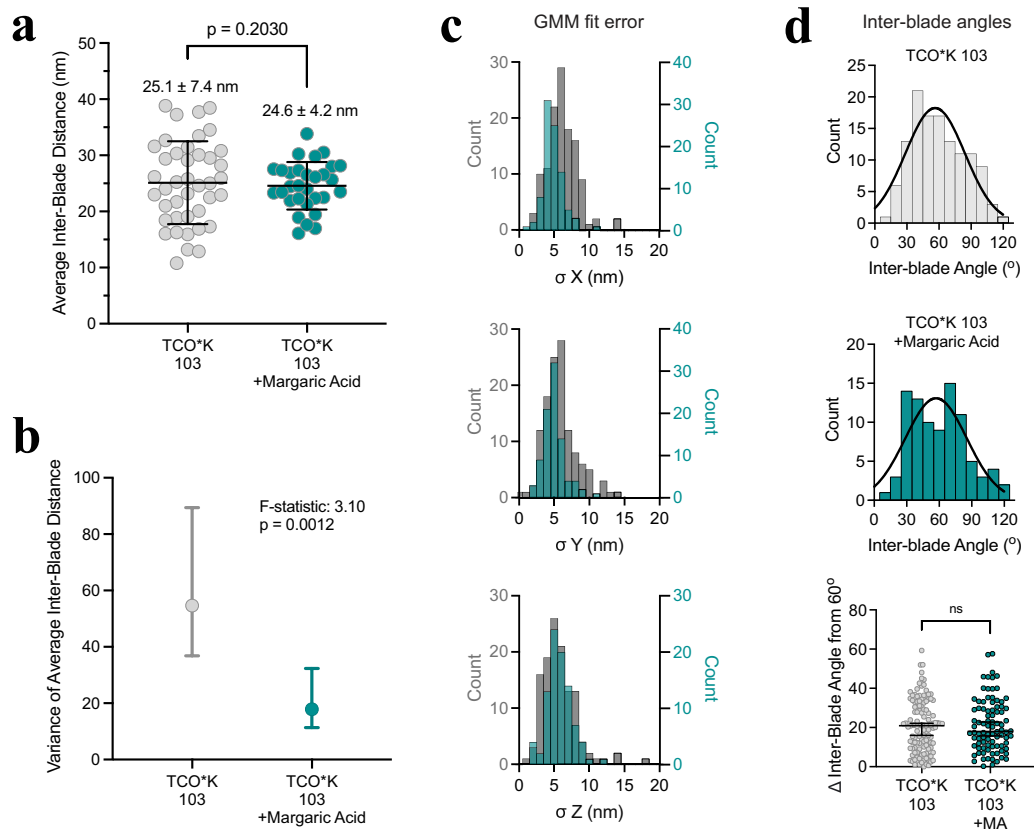 a
p = 0.2030
25.1 ± 7.4 nm
24.6 ± 4.2 nm
Average Inter-Blade Distance (nm)
50
40
30
20
10
0
TCO*K
103
TCO*K
103
+Margaric Acid
b
F-statistic: 3.10
p = 0.0012
Variance of Average Inter-Blade Distance
100
80
60
40
20
0
TCO*K
103
TCO*K
103
+Margaric Acid
c
GMM fit error
Count
30
20
10
0
Count
40
30
20
10
0
0 5 10 15 20
σ X (nm)
Count
30
20
10
0
Count
40
30
20
10
0
0 5 10 15 20
σ Y (nm)
Count
30
20
10
0
Count
40
30
20
10
0
0 5 10 15 20
σ Z (nm)
d
Inter-blade angles
TCO*K 103
Count
25
20
15
10
5
0
0 30 60 90 120
Inter-blade Angle (º)
TCO*K 103
+Margaric Acid
Count
20
15
10
5
0
0 30 60 90 120
Inter-blade Angle (º)
Δ Inter-Blade Angle from 60º
ns
80
60
40
20
0
TCO*K
103
TCO*K
103
+MA